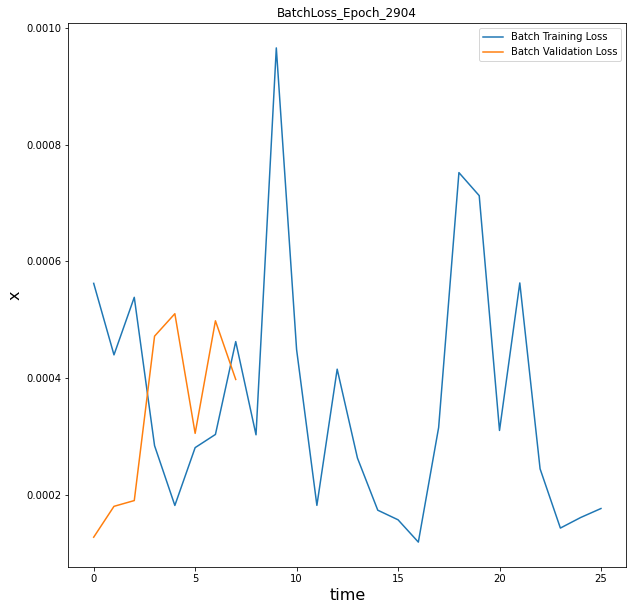 BatchLoss_Epoch_2904
Batch Training Loss
Batch Validation Loss
0.0010
0.0008
0.0006
0.0004
0.0002
x
0 5 10 15 20 25
time